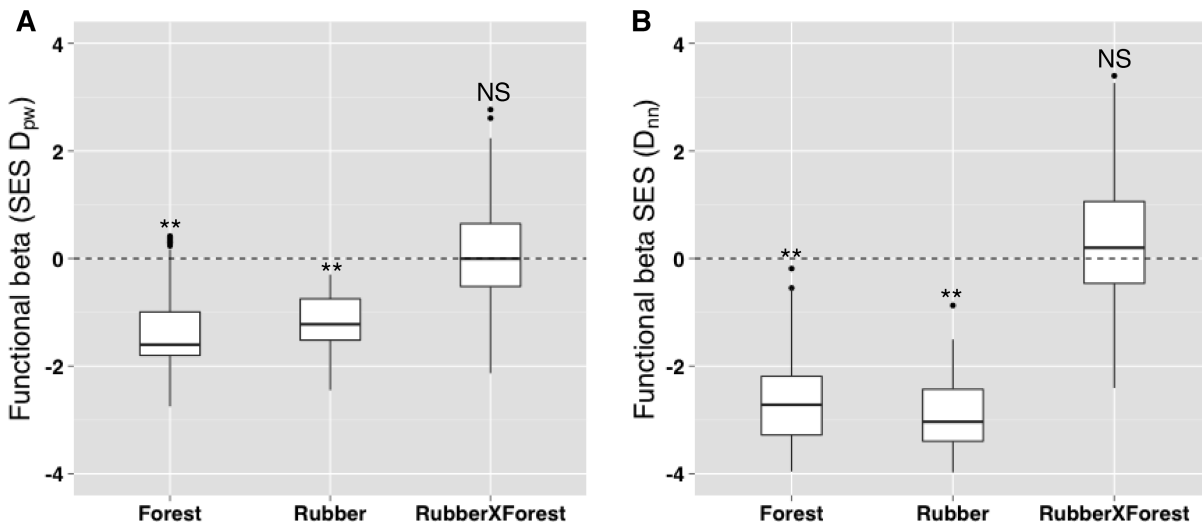 A
Functional beta (SES Dpw)
4
2
0
-2
-4
**
**
NS
Forest
Rubber
RubberXForest
B
Functional beta SES (Dnn)
4
2
0
-2
-4
**
**
NS
Forest
Rubber
RubberXForest